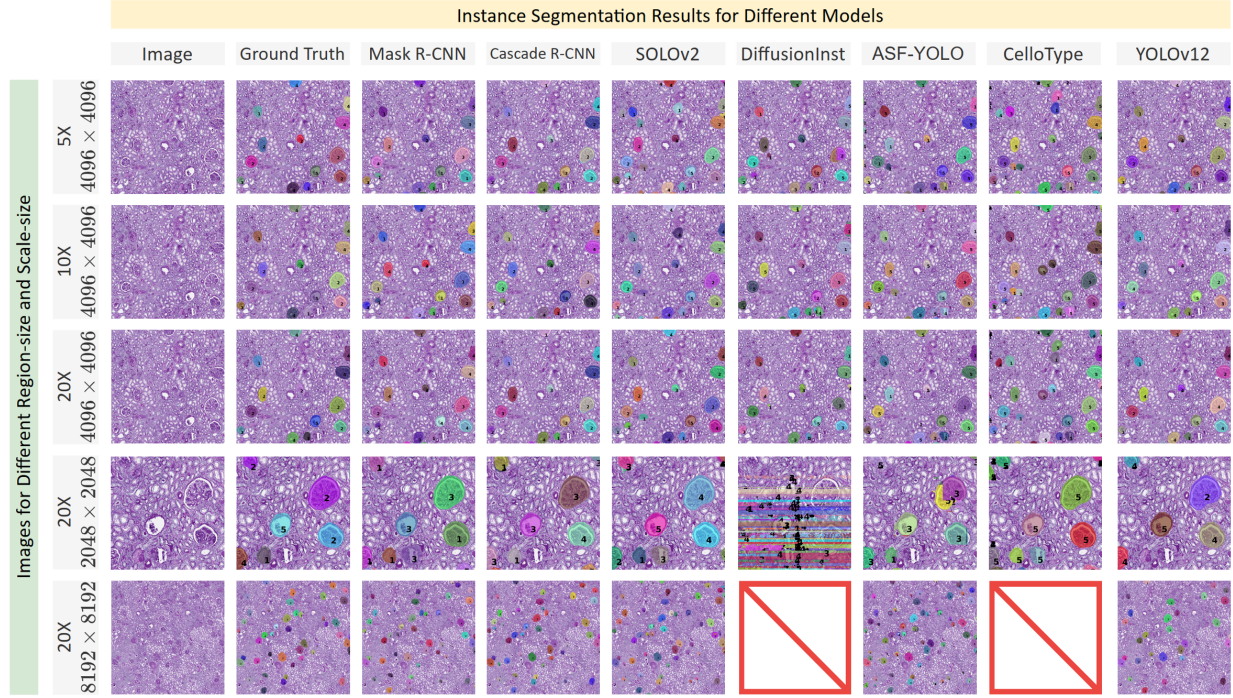 Instance Segmentation Results for Different Models
Image Ground Truth Mask R-CNN Cascade R-CNN SOLOv2 DiffusionInst ASF-YOLO CelloType YOLOv12
Images for Different Region-size and Scale-size
5X
4096 × 4096
10X
4096 × 4096
20X
4096 × 4096
20X
2048 × 2048
20X
8192 × 8192